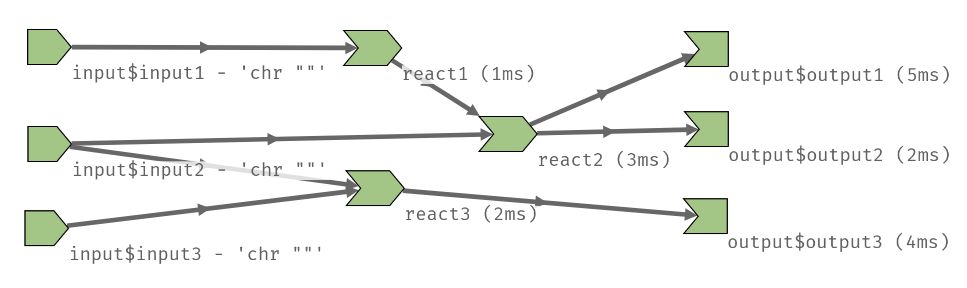 input$input1 - 'chr ""'
react1 (1ms)
output$output1 (5ms)
input$input2 - 'chr ""'
react2 (3ms)
output$output2 (2ms)
react3 (2ms)
input$input3 - 'chr ""'
output$output3 (4ms)